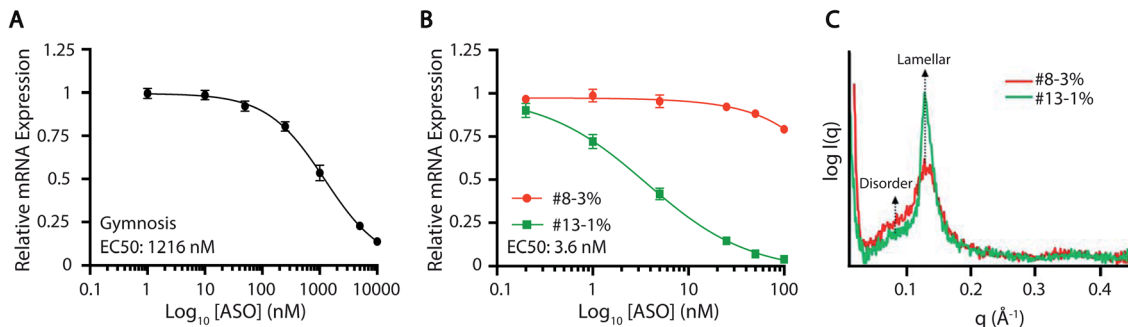 A
Relative mRNA Expression
1.25
1
0.75
0.5
0.25
0
Gymnosis
EC50: 1216 nM
0.1
1
10
100
1000
10000
Log10 [ASO] (nM)
B
Relative mRNA Expression
1.25
1
0.75
0.5
0.25
0
#8-3%
#13-1%
EC50: 3.6 nM
0.1
1
10
100
Log10 [ASO] (nM)
C
log I(q)
Lamellar
#8-3%
#13-1%
Disorder
0.1
0.2
0.3
0.4
q (Å-1)